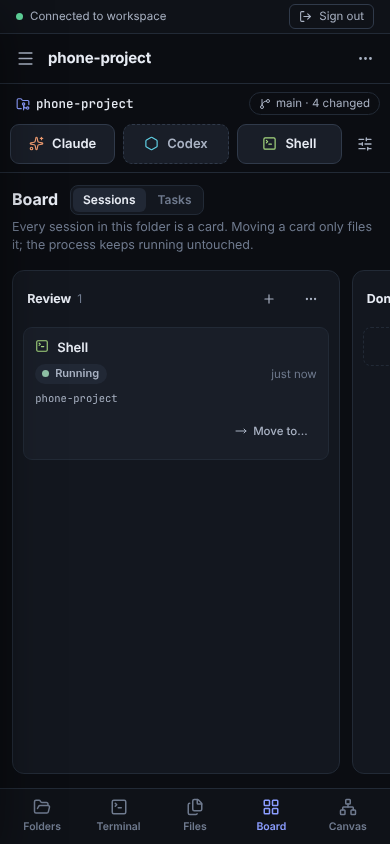 Connected to workspace
Sign out
phone-project
phone-project
main · 4 changed
Claude
Codex
Shell
Board
Sessions
Tasks
Every session in this folder is a card. Moving a card only files
it; the process keeps running untouched.
Review 1
Don
Shell
Running
just now
phone-project
→ Move to...
Folders
Terminal
Files
Board
Canvas